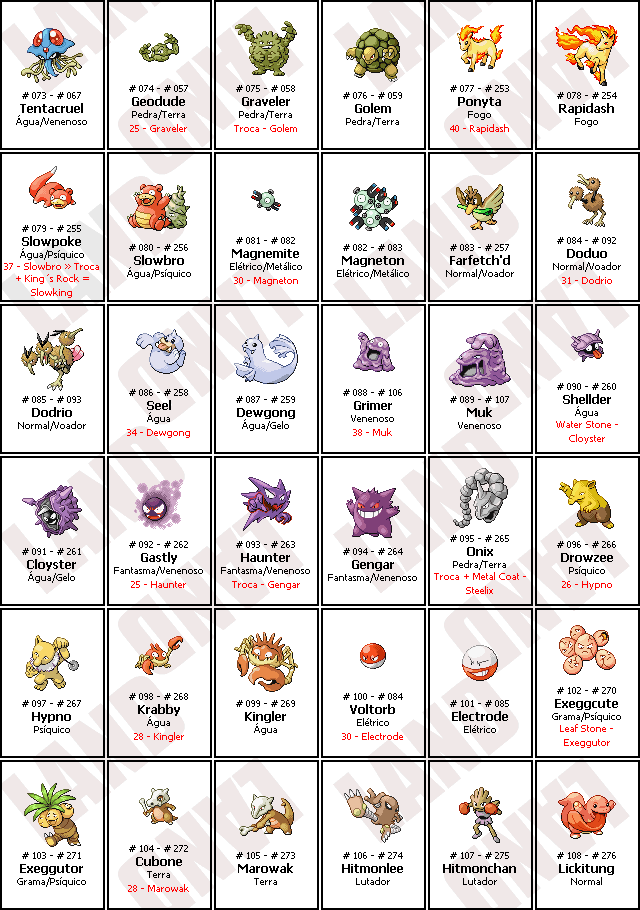 # 073 - # 067
Tentacruel
Água/Venenoso
# 074 - # 057
Geodude
Pedra/Terra
25 - Graveler
# 075 - # 058
Graveler
Pedra/Terra
Troca - Golem
# 076 - # 059
Golem
Pedra/Terra
# 077 - # 253
Ponyta
Fogo
40 - Rapidash
# 078 - # 254
Rapidash
Fogo
# 079 - # 255
Slowpoke
Água/Psíquico
37 - Slowbro >> Troca
+ King´s Rock =
Slowking
# 080 - # 256
Slowbro
Água/Psíquico
# 081 - # 082
Magnemite
Elétrico/Metálico
30 - Magneton
# 082 - # 083
Magneton
Elétrico/Metálico
# 083 - # 257
Farfetch'd
Normal/Voador
# 084 - # 092
Doduo
Normal/Voador
31 - Dodrio
# 085 - # 093
Dodrio
Normal/Voador
# 086 - # 258
Seel
Água
34 - Dewgong
# 087 - # 259
Dewgong
Água/Gelo
# 088 - # 106
Grimer
Venenoso
38 - Muk
# 089 - # 107
Muk
Venenoso
# 090 - # 260
Shellder
Água
Water Stone -
Cloyster
# 091 - # 261
Cloyster
Água/Gelo
# 092 - # 262
Gastly
Fantasma/Venenoso
25 - Haunter
# 093 - # 263
Haunter
Fantasma/Venenoso
Troca - Gengar
# 094 - # 264
Gengar
Fantasma/Venenoso
# 095 - # 265
Onix
Pedra/Terra
Troca + Metal Coat -
Steelix
# 096 - # 266
Drowzee
Psíquico
26 - Hypno
# 097 - # 267
Hypno
Psíquico
# 098 - # 268
Krabby
Água
28 - Kingler
# 099 - # 269
Kingler
Água
# 100 - # 084
Voltorb
Elétrico
30 - Electrode
# 101 - # 085
Electrode
Elétrico
# 102 - # 270
Exeggcute
Grama/Psíquico
Leaf Stone -
Exeggutor
# 103 - # 271
Exeggutor
Grama/Psíquico
# 104 - # 272
Cubone
Terra
28 - Marowak
# 105 - # 273
Marowak
Terra
# 106 - # 274
Hitmonlee
Lutador
# 107 - # 275
Hitmonchan
Lutador
# 108 - # 276
Lickitung
Normal